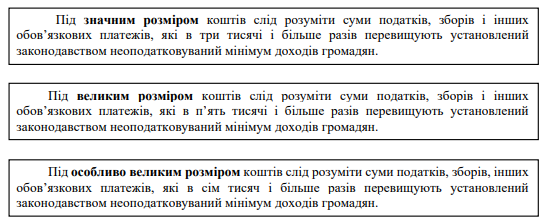 Під значним розміром коштів слід розуміти суми податків, зборів і інших
обов’язкових платежів, які в три тисячі і більше разів перевищують установлений
законодавством неоподатковуваний мінімум доходів громадян.
Під великим розміром коштів слід розуміти суми податків, зборів і інших
обов’язкових платежів, які в п’ять тисячі і більше разів перевищують установлений
законодавством неоподатковуваний мінімум доходів громадян.
Під особливо великим розміром коштів слід розуміти суми податків, зборів, інших
обов’язкових платежів, які в сім тисяч і більше разів перевищують установлений
законодавством неоподатковуваний мінімум доходів громадян.